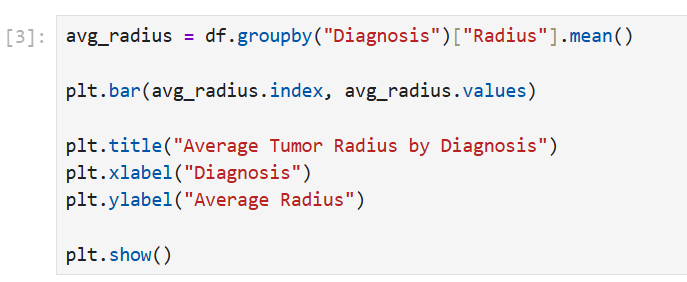 [3]: avg_radius = df.groupby("Diagnosis")["Radius"].mean()
plt.bar(avg_radius.index, avg_radius.values)
plt.title("Average Tumor Radius by Diagnosis")
plt.xlabel("Diagnosis")
plt.ylabel("Average Radius")
plt.show()